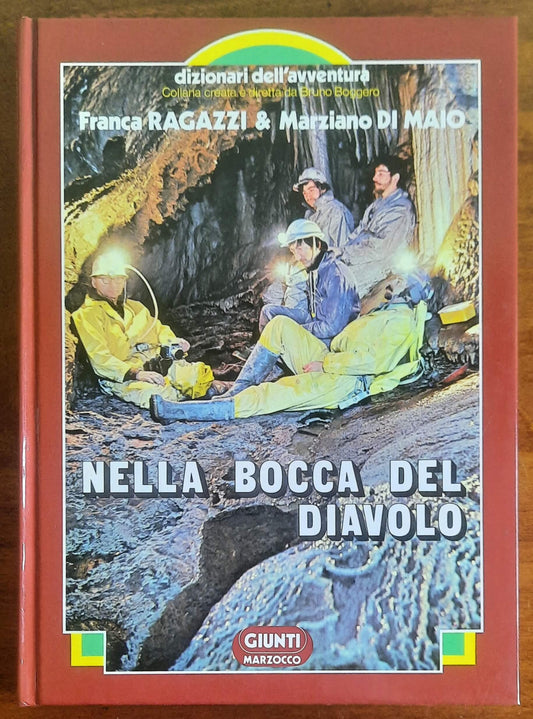 dizionari dell'avventura
Collana creata e diretta da Bruno Boggero
Franca RAGAZZI & Marziano DI MAIO
NELLA BOCCA DEL
DIAVOLO
GIUNTI
MARZOCCO